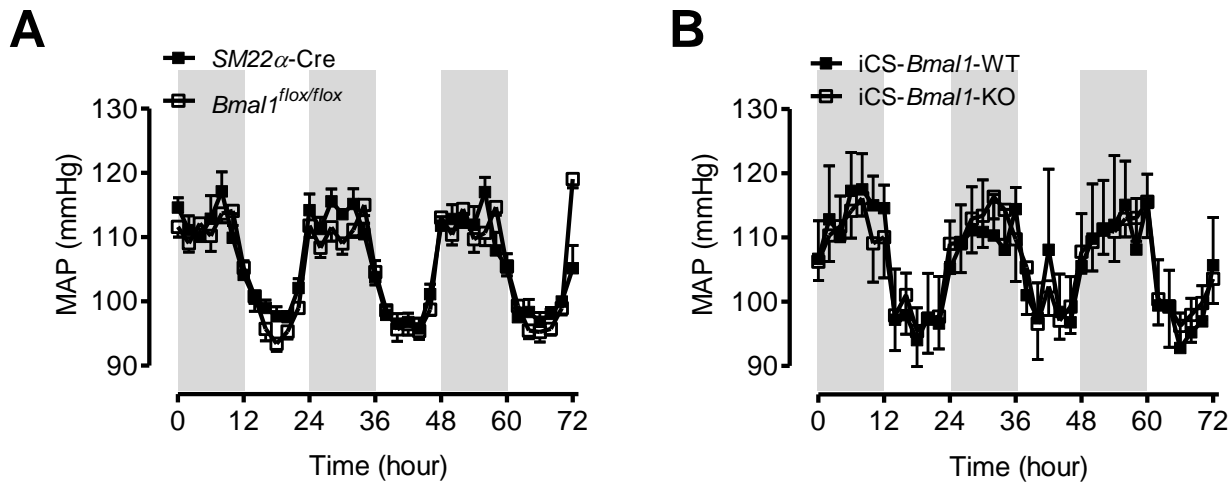 A
SM22α-Cre
Bmal1flox/flox
130
120
110
100
90
MAP (mmHg)
0 12 24 36 48 60 72
Time (hour)
B
iCS-Bmal1-WT
iCS-Bmal1-KO
130
120
110
100
90
MAP (mmHg)
0 12 24 36 48 60 72
Time (hour)